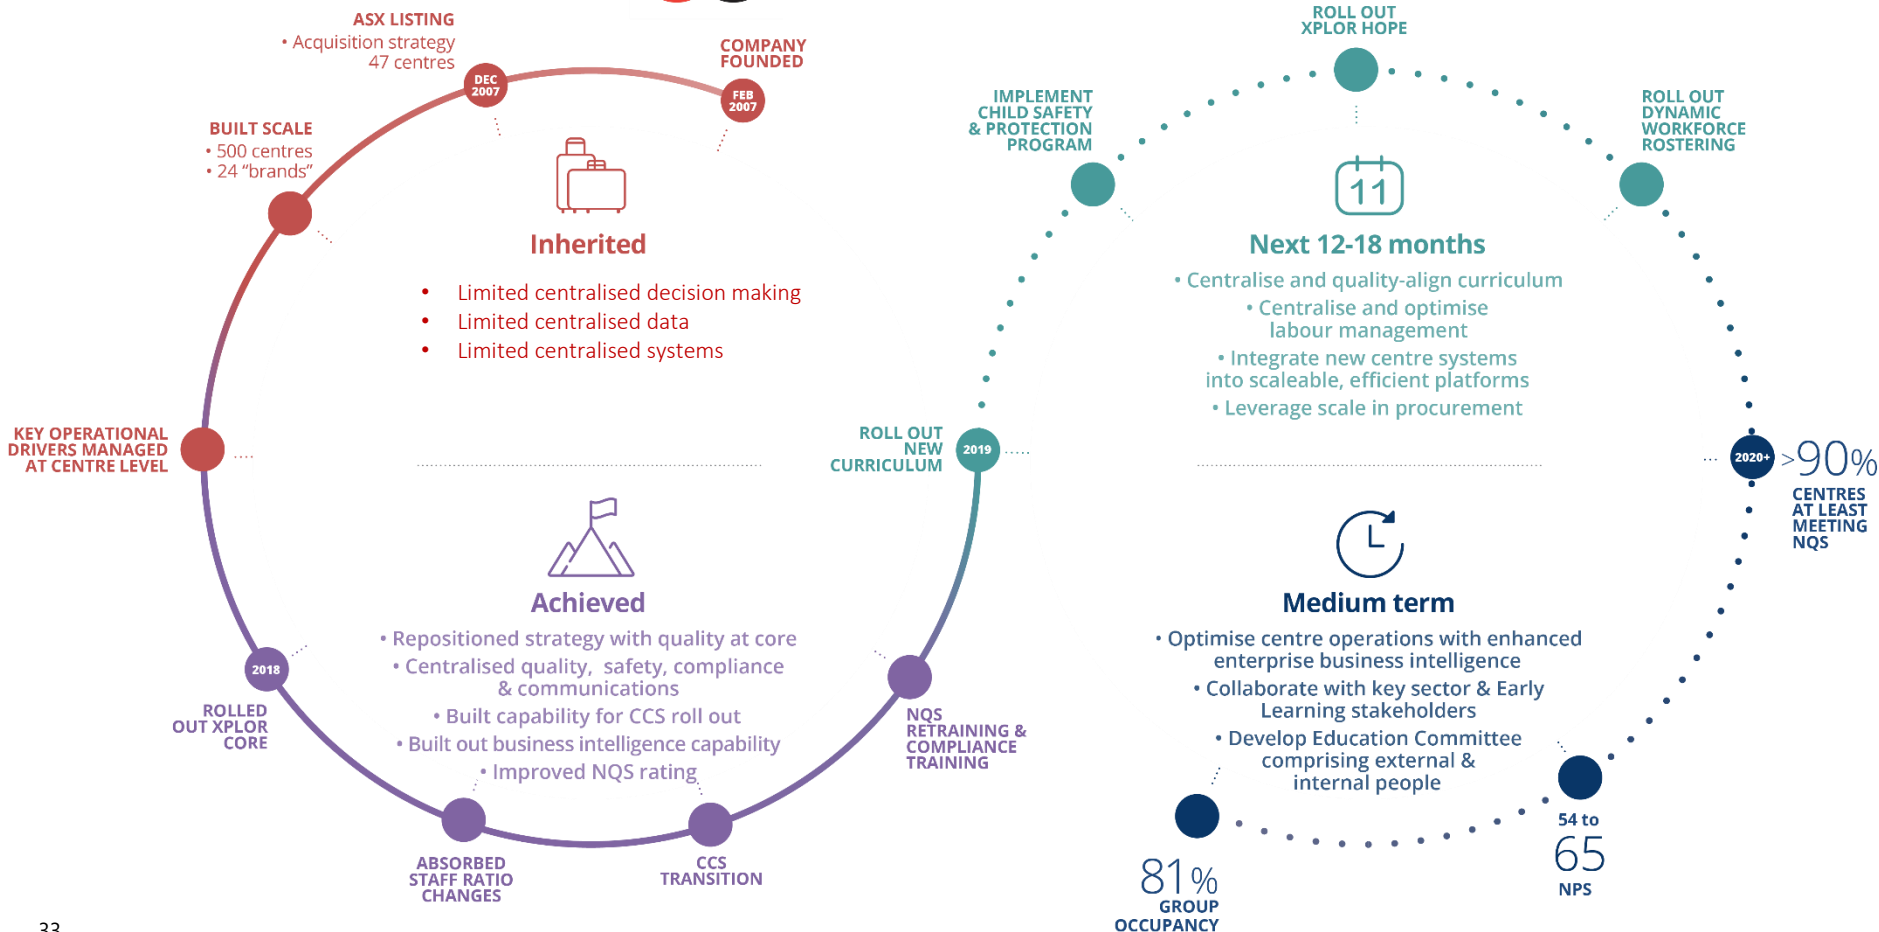 ASX LISTING
• Acquisition strategy
47 centres
DEC
2007
COMPANY
FOUNDED
FEB
2007
BUILT SCALE
• 500 centres
• 24 “brands”
Inherited
• Limited centralised decision making
• Limited centralised data
• Limited centralised systems
KEY OPERATIONAL
DRIVERS MANAGED
AT CENTRE LEVEL
Achieved
• Repositioned strategy with quality at core
• Centralised quality, safety, compliance
& communications
• Built capability for CCS roll out
• Built out business intelligence capability
• Improved NQS rating
2018
ROLLED
OUT XPLOR
CORE
ABSORBED
STAFF RATIO
CHANGES
CCS
TRANSITION
NQS
RETRAINING &
COMPLIANCE
TRAINING
ROLL OUT
NEW
CURRICULUM
2019
IMPLEMENT
CHILD SAFETY
& PROTECTION
PROGRAM
ROLL OUT
XPLOR HOPE
ROLL OUT
DYNAMIC
WORKFORCE
ROSTERING
11
Next 12-18 months
• Centralise and quality-align curriculum
• Centralise and optimise
labour management
• Integrate new centre systems
into scaleable, efficient platforms
• Leverage scale in procurement
2020+
>90%
CENTRES
AT LEAST
MEETING
NQS
Medium term
• Optimise centre operations with enhanced
enterprise business intelligence
• Collaborate with key sector & Early
Learning stakeholders
• Develop Education Committee
comprising external &
internal people
54 to
65
NPS
81%
GROUP
OCCUPANCY
33